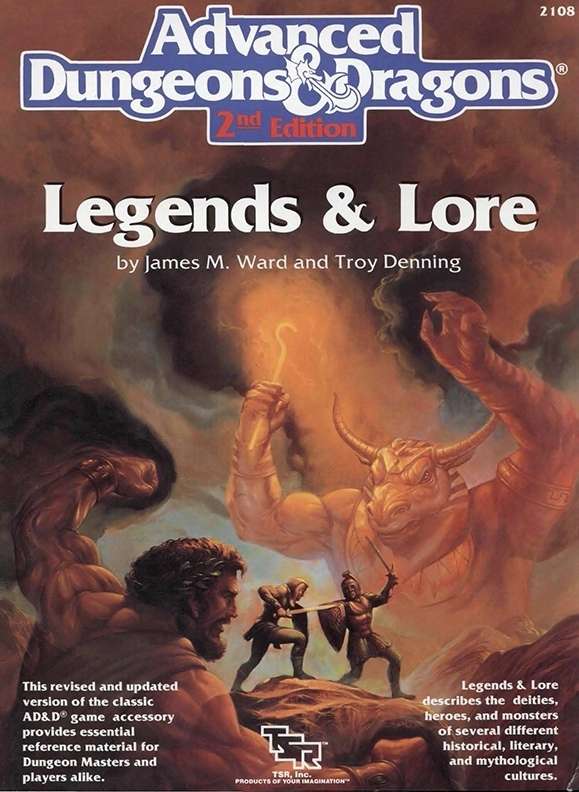 2108
Advanced
Dungeons & Dragons®
2nd Edition
Legends & Lore
by James M. Ward and Troy Denning
This revised and updated
version of the classic
AD&D® game accessory
provides essential
reference material for
Dungeon Masters and
players alike.
Legends & Lore
describes the deities,
heroes, and monsters
of several different
historical, literary,
and mythological
cultures.
TSR
TSR, Inc.
PRODUCTS OF YOUR IMAGINATION™